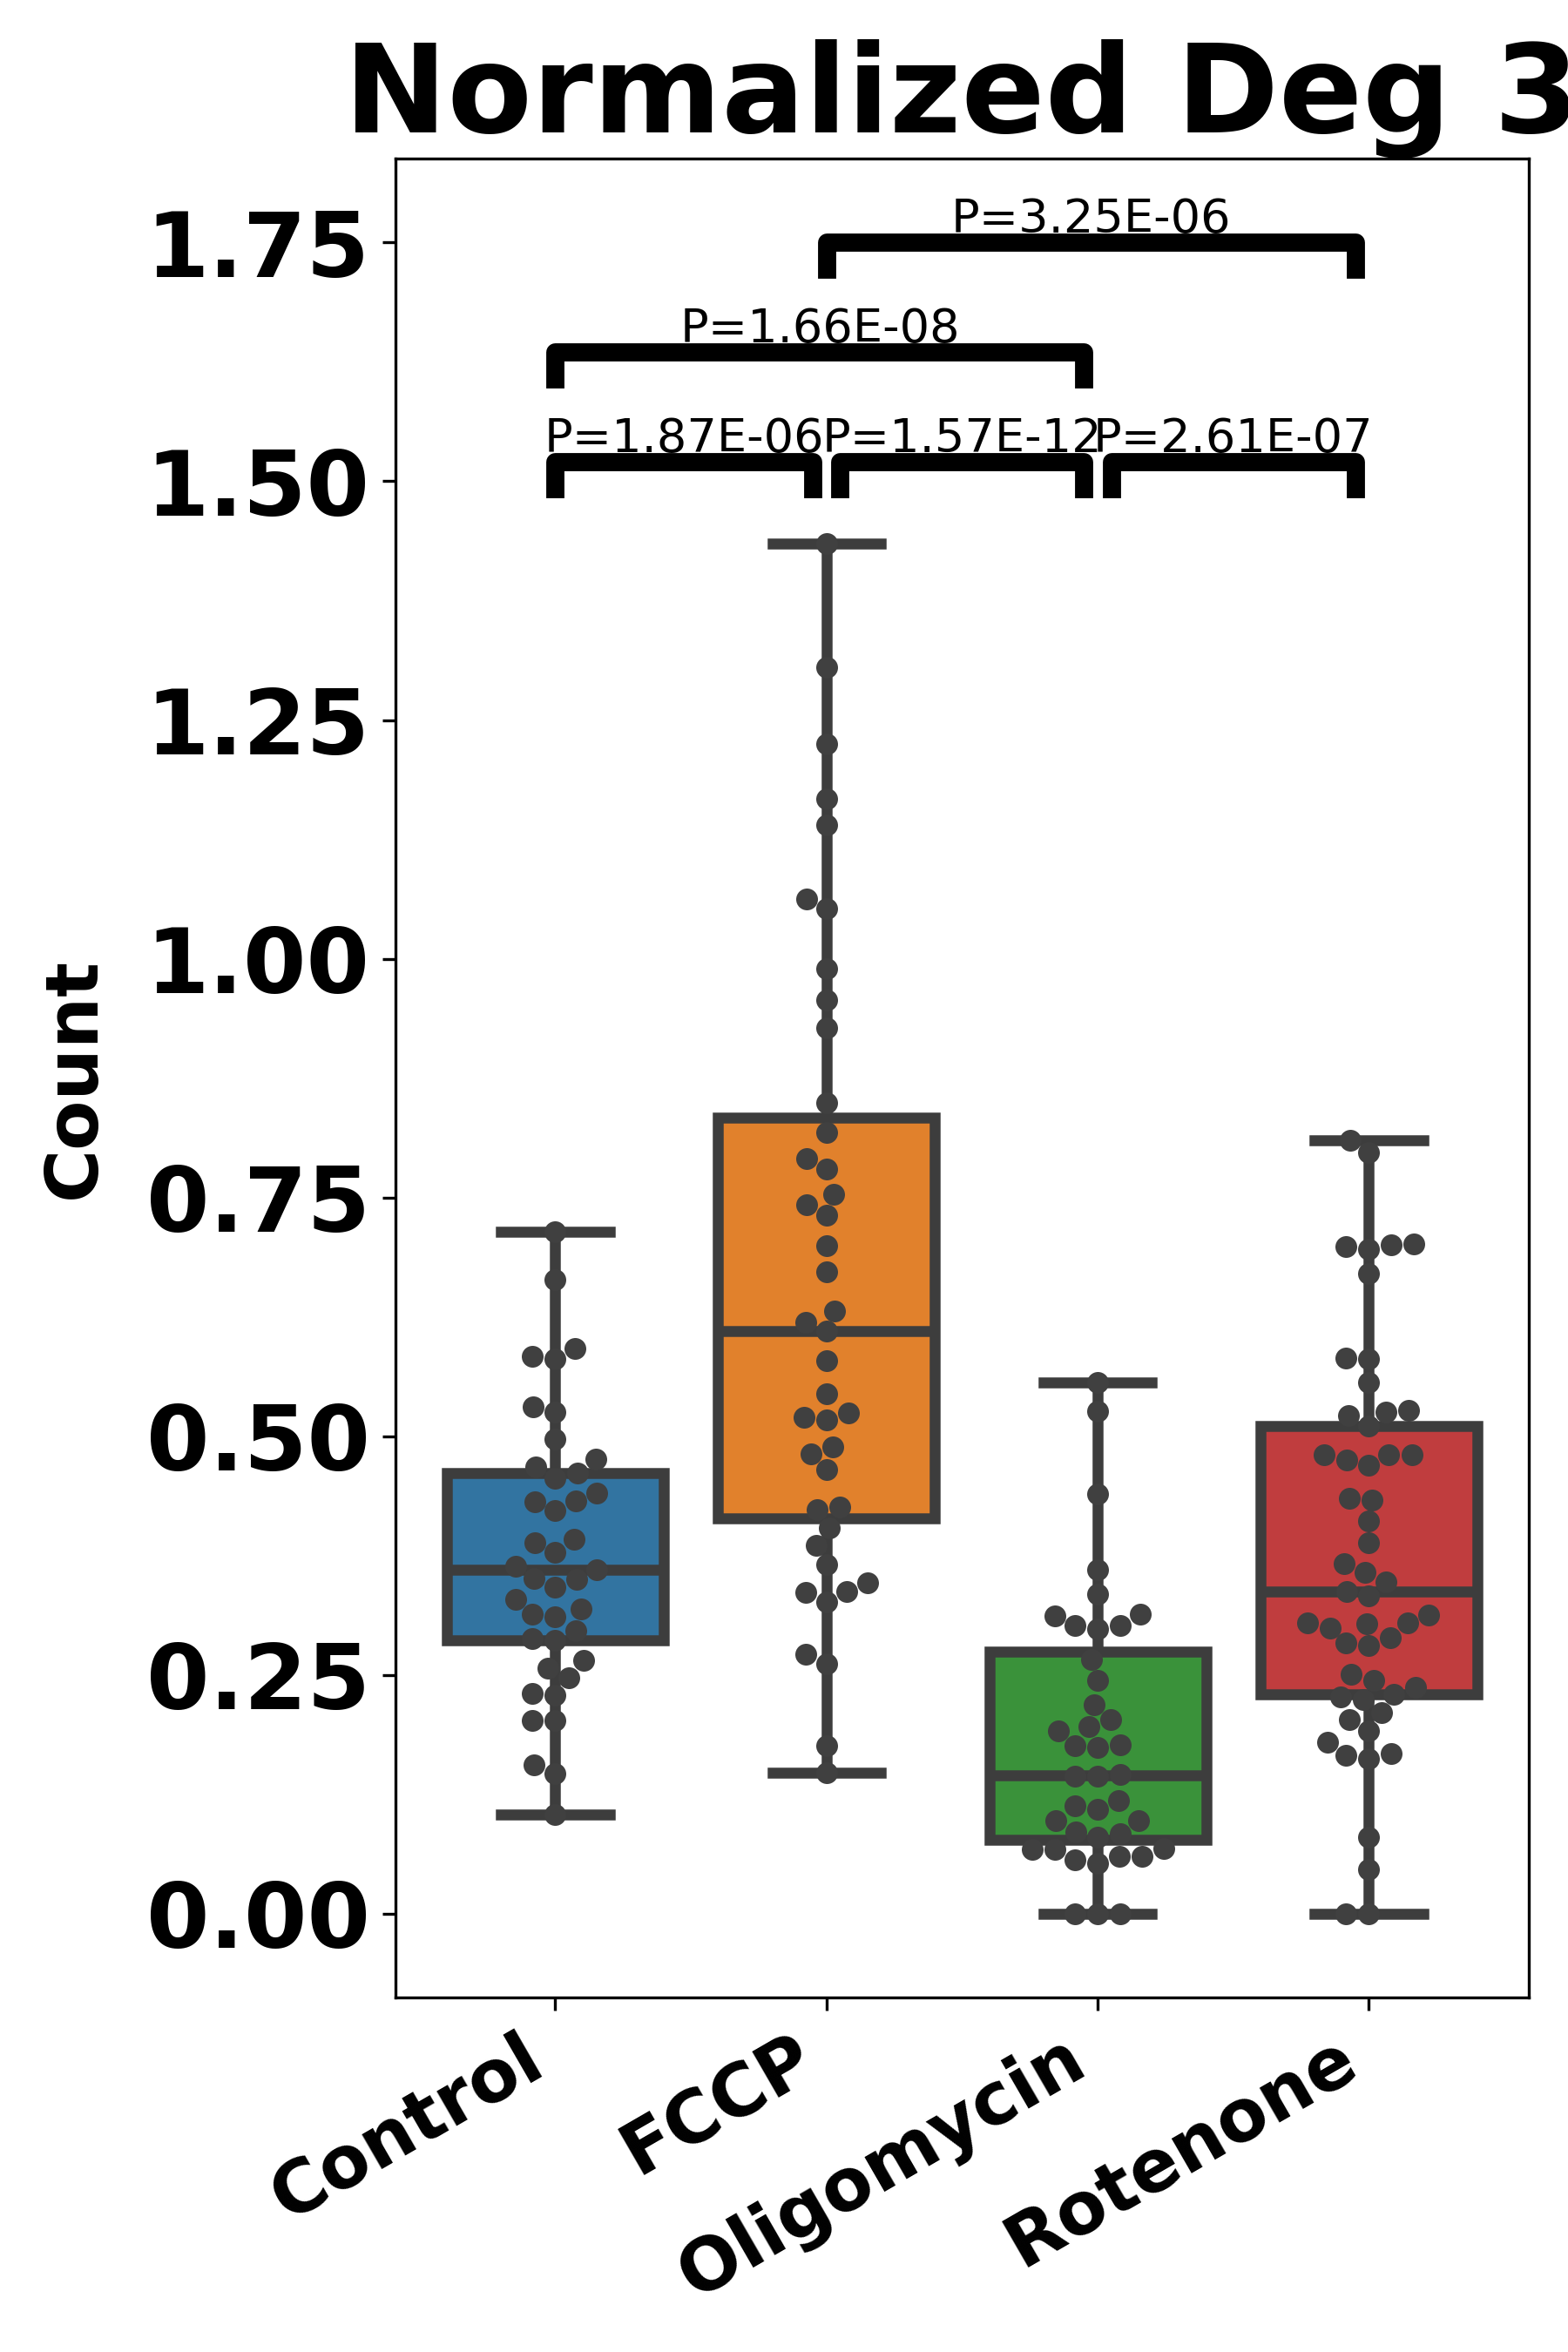 Normalized Deg 3
P=3.25E-06
P=1.66E-08
P=1.87E-06 P=1.57E-12 P=2.61E-07
1.75
1.50
1.25
1.00
0.75
0.50
0.25
0.00
Count
Control
FCCP
Oligomycin
Rotenone